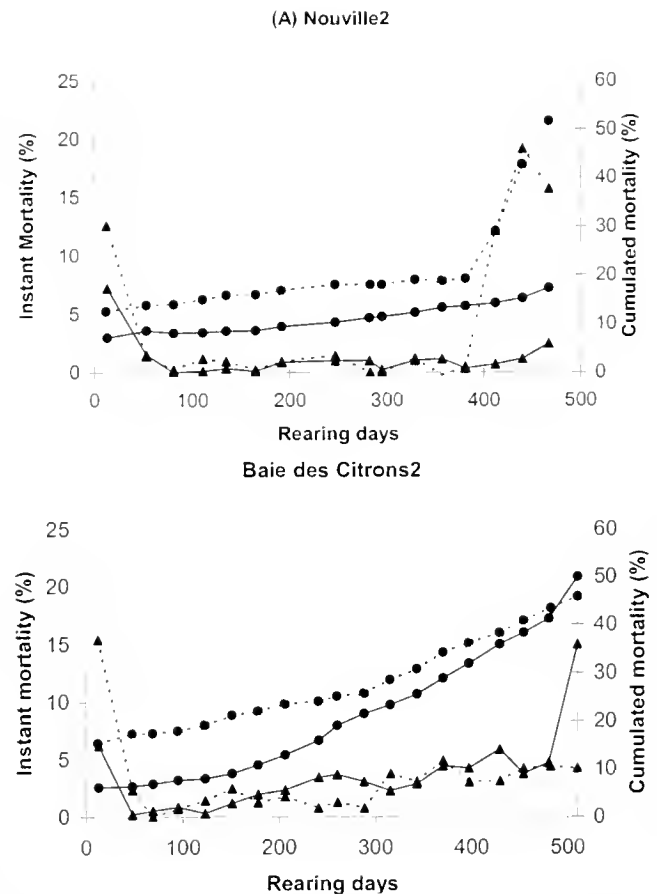 (A) Nouville2
25
20
15
10
5
0
60
50
40
30
20
10
0
Instant Mortality (%)
Cumulated mortality (%)
0 100 200 300 400 500
Rearing days
Baie des Citrons2
25
20
15
10
5
0
60
50
40
30
20
10
0
Instant mortality (%)
Cumulated mortality (%)
0 100 200 300 400 500
Rearing days